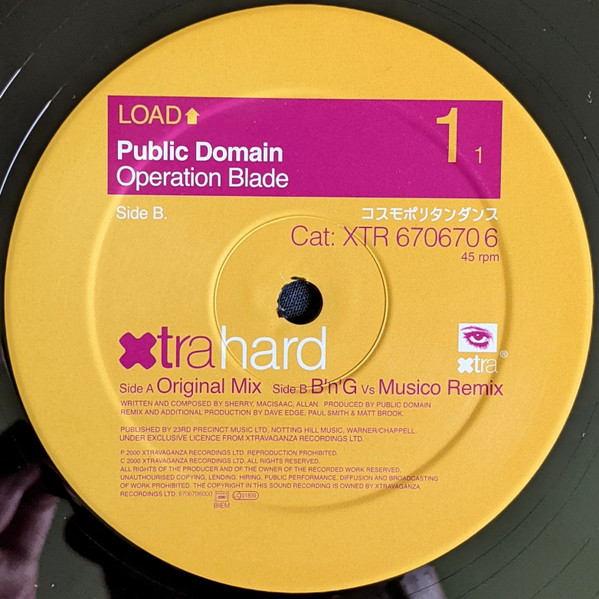 LOAD
1 1
Public Domain
Operation Blade
Side B.
コスモポリタンダンス
Cat: XTR 670670 6
45 rpm
xtrahard
xtra®
Side A Original Mix Side B B'n'G Vs Musico Remix
WRITTEN AND COMPOSED BY SHERRY, MACISAAC, ALLAN. PRODUCED BY PUBLIC DOMAIN
REMIX AND ADDITIONAL PRODUCTION BY DAVE EDGE, PAUL SMITH & MATT BROOK.
PUBLISHED BY 23RD PRECINCT MUSIC LTD, NOTTING HILL MUSIC, WARNER/CHAPPELL.
UNDER EXCLUSIVE LICENCE FROM XTRAVAGANZA RECORDINGS LTD.
P 2000 XTRAVAGANZA RECORDINGS LTD. REPRODUCTION PROHIBITED.
C 2000 XTRAVAGANZA RECORDINGS LTD, ALL RIGHTS RESERVED.
ALL RIGHTS OF THE PRODUCER AND OF THE OWNER OF THE RECORDED WORK RESERVED,
UNAUTHOURISED COPYING, LENDING, HIRING, PUBLIC PERFORMANCE, DIFFUSION AND BROADCASTING
OF WORK PROHIBITED. THE COPYRIGHT IN THIS SOUND RECORDING IS OWNED BY XTRAVAGANZA
RECORDINGS LTD. 6706706000
BIEM